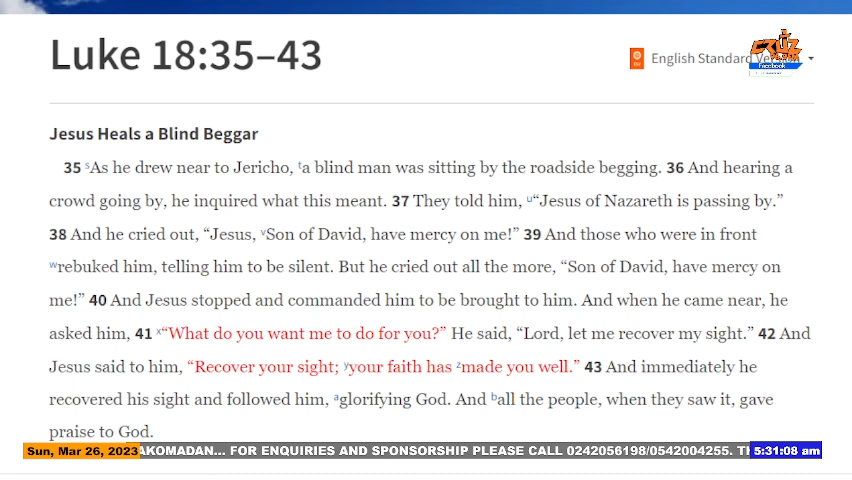 Luke 18:35–43
English Standard Version
CRUZ
Facebook
Jesus Heals a Blind Beggar
35 sAs he drew near to Jericho, ta blind man was sitting by the roadside begging. 36 And hearing a
crowd going by, he inquired what this meant. 37 They told him, u“Jesus of Nazareth is passing by.”
38 And he cried out, “Jesus, vSon of David, have mercy on me!” 39 And those who were in front
wrebuked him, telling him to be silent. But he cried out all the more, “Son of David, have mercy on
me!” 40 And Jesus stopped and commanded him to be brought to him. And when he came near, he
asked him, 41 x“What do you want me to do for you?” He said, “Lord, let me recover my sight.” 42 And
Jesus said to him, “Recover your sight; yyour faith has zmade you well.” 43 And immediately he
recovered his sight and followed him, aglorifying God. And ball the people, when they saw it, gave
praise to God.
Sun, Mar 26, 2023 AKOMADAN... FOR ENQUIRIES AND SPONSORSHIP PLEASE CALL 0242056198/0542004255. 5:31:08 am